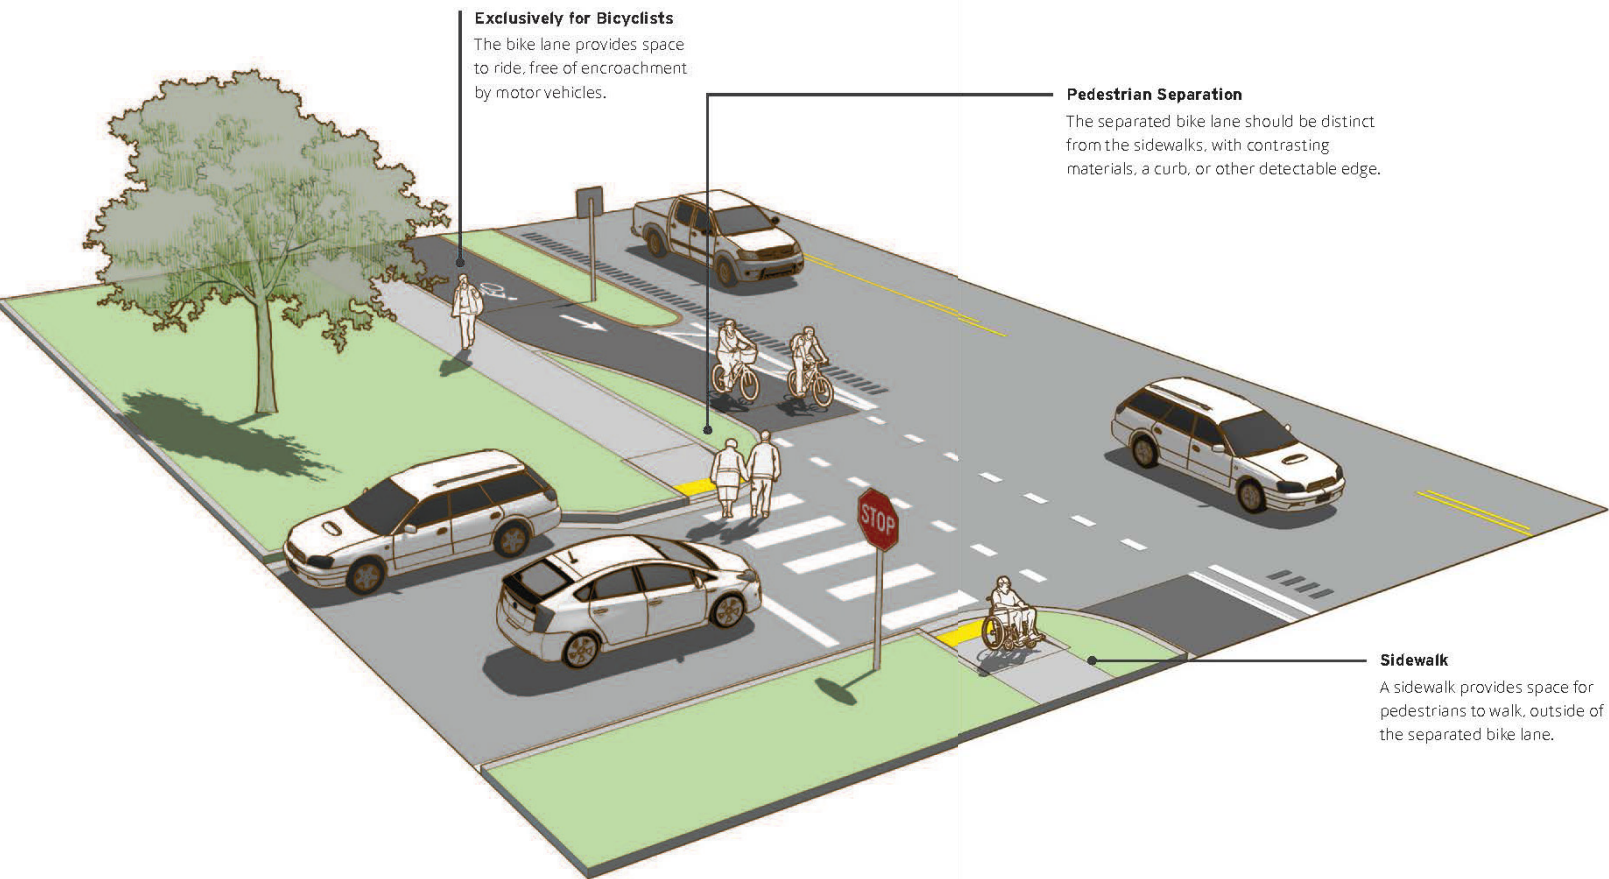 Exclusively for Bicyclists
The bike lane provides space
to ride, free of encroachment
by motor vehicles.
Pedestrian Separation
The separated bike lane should be distinct
from the sidewalks, with contrasting
materials, a curb, or other detectable edge.
STOP
Sidewalk
A sidewalk provides space for
pedestrians to walk, outside of
the separated bike lane.